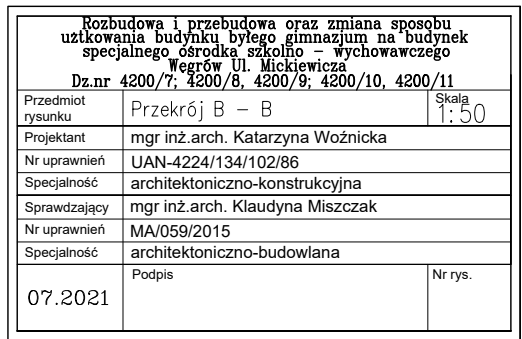 Rozbudowa i przebudowa oraz zmiana sposobu
użtkowania budynku byłego gimnazjum na budynek
specjalnego ośrodka szkolno – wychowawczego
Węgrów Ul. Mickiewicza
Dz.nr 4200/7; 4200/8, 4200/9; 4200/10, 4200/11
Przedmiot rysunku Przekrój B – B Skala 1:50
Projektant mgr inż.arch. Katarzyna Woźnicka
Nr uprawnień UAN-4224/134/102/86
Specjalność architektoniczno-konstrukcyjna
Sprawdzający mgr inż.arch. Klaudyna Miszczak
Nr uprawnień MA/059/2015
Specjalność architektoniczno-budowlana
07.2021 Podpis Nr rys.